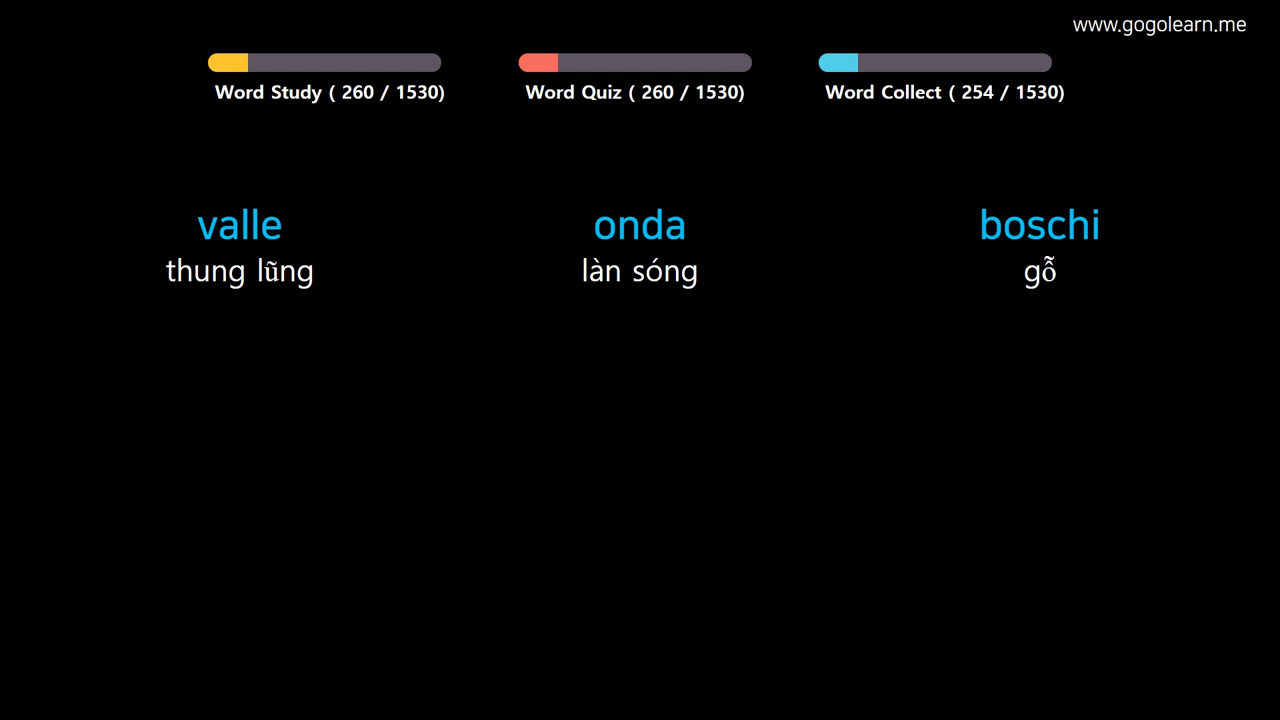 www.gogolearn.me
Word Study ( 260 / 1530)
Word Quiz ( 260 / 1530)
Word Collect ( 254 / 1530)
valle
thung lũng
onda
làn sóng
boschi
gỗ